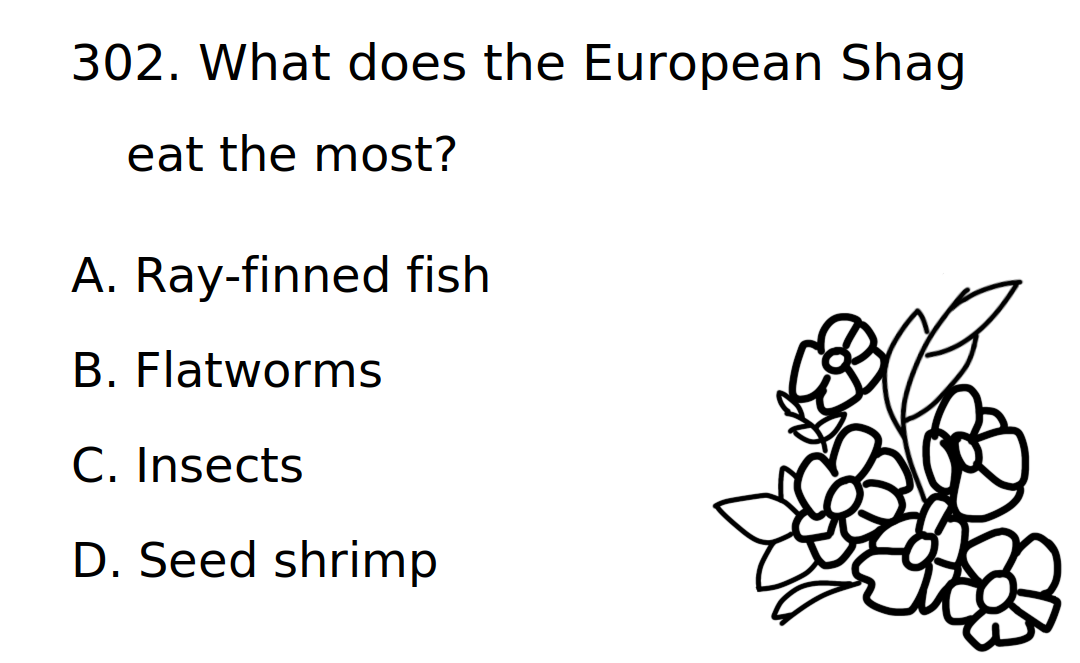 302. What does the European Shag
eat the most?
A. Ray-finned fish
B. Flatworms
C. Insects
D. Seed shrimp